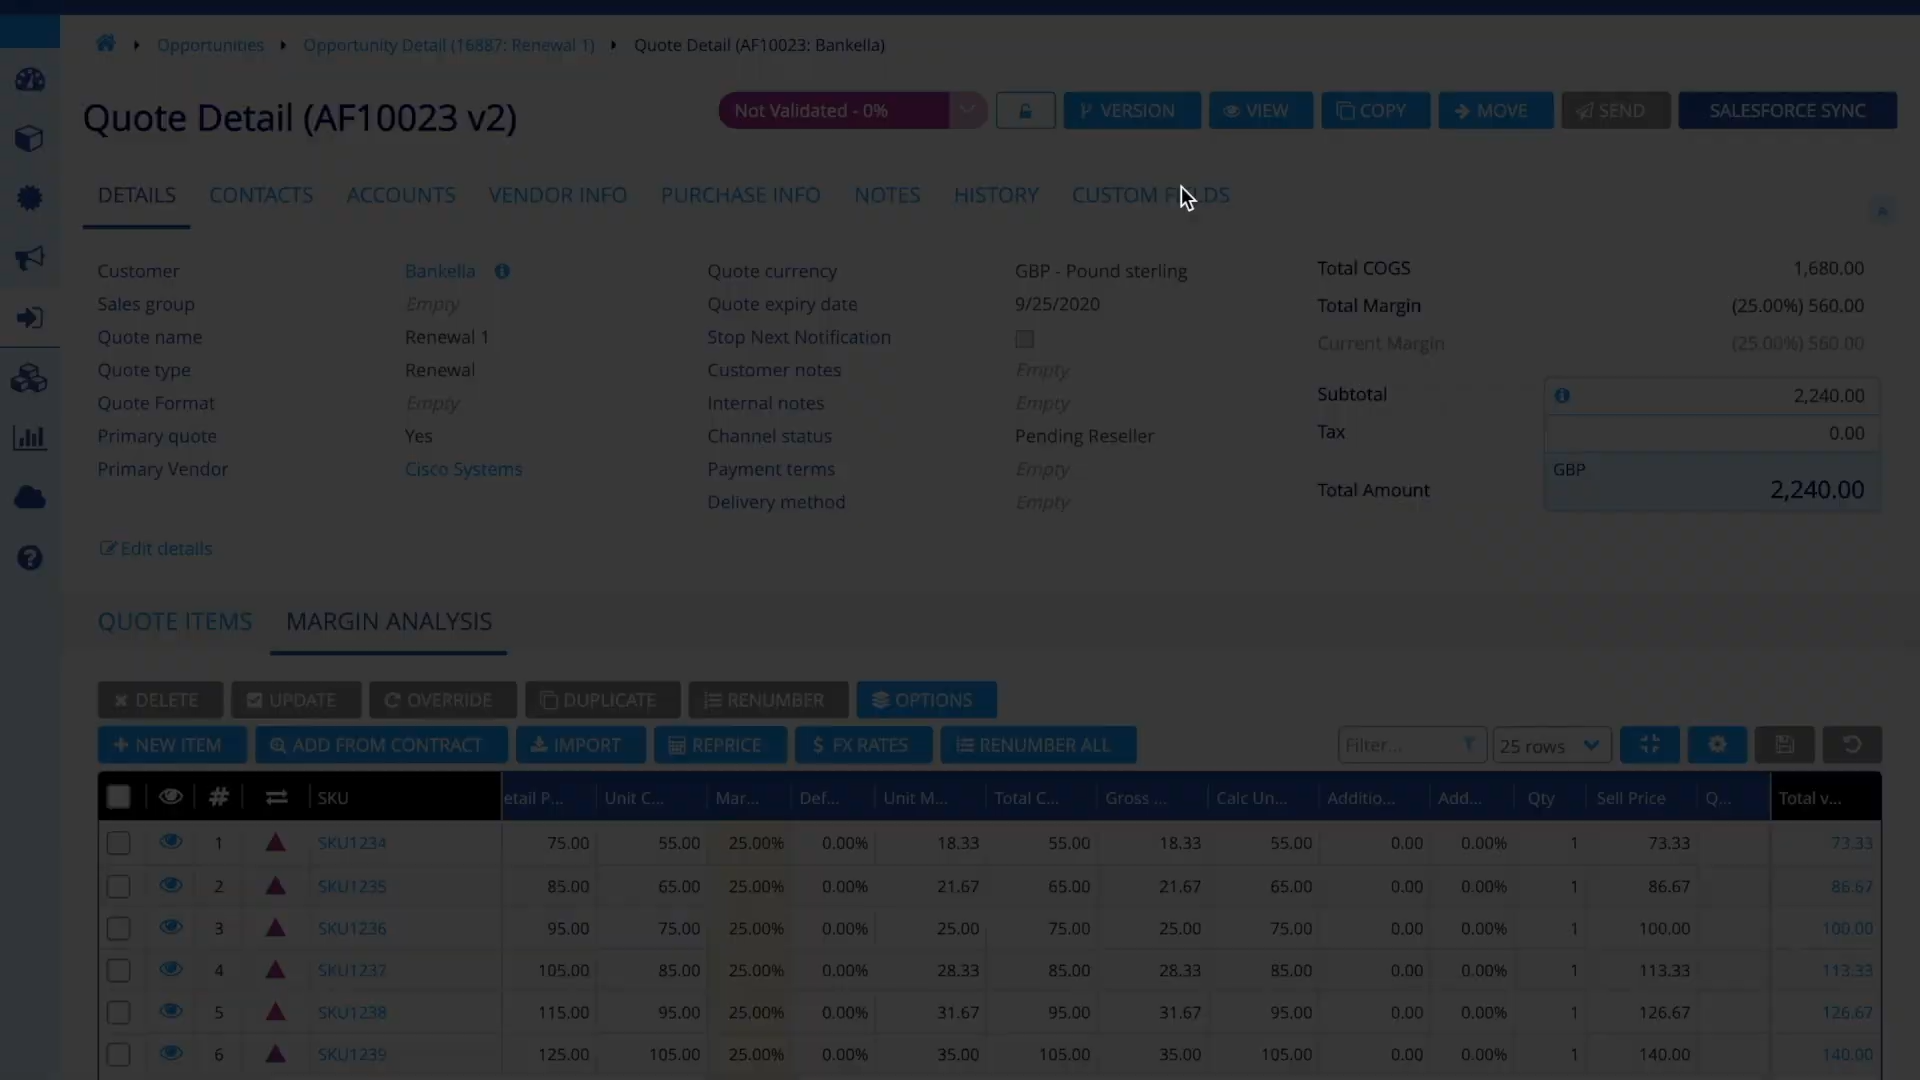 Opportunities Opportunity Detail (16887: Renewal 1) Quote Detail (AF10023: Bankella)
Quote Detail (AF10023 v2)
Not Validated - 0% VERSION VIEW COPY MOVE SEND SALESFORCE SYNC
DETAILS CONTACTS ACCOUNTS VENDOR INFO PURCHASE INFO NOTES HISTORY CUSTOM FIELDS
Customer Bankella Quote currency GBP - Pound sterling Total COGS 1,680.00
Sales group Empty Quote expiry date 9/25/2020 Total Margin (25.00%) 560.00
Quote name Renewal 1 Stop Next Notification Current Margin (25.00%) 560.00
Quote type Renewal Customer notes Empty Subtotal 2,240.00
Quote Format Empty Internal notes Empty Tax 0.00
Primary quote Yes Channel status Pending Reseller GBP
Primary Vendor Cisco Systems Payment terms Empty Total Amount 2,240.00
Delivery method Empty
Edit details
QUOTE ITEMS MARGIN ANALYSIS
DELETE UPDATE OVERRIDE DUPLICATE RENUMBER OPTIONS
+ NEW ITEM ADD FROM CONTRACT IMPORT REPRICE $ FX RATES RENUMBER ALL Filter... 25 rows
# SKU etail P... Unit C... Mar... Def... Unit M... Total C... Gross ... Calc Un... Additio... Add... Qty Sell Price Q... Total v...
1 SKU1234 75.00 55.00 25.00% 0.00% 18.33 55.00 18.33 55.00 0.00 0.00% 1 73.33 73.33
2 SKU1235 85.00 65.00 25.00% 0.00% 21.67 65.00 21.67 65.00 0.00 0.00% 1 86.67 86.67
3 SKU1236 95.00 75.00 25.00% 0.00% 25.00 75.00 25.00 75.00 0.00 0.00% 1 100.00 100.00
4 SKU1237 105.00 85.00 25.00% 0.00% 28.33 85.00 28.33 85.00 0.00 0.00% 1 113.33 113.33
5 SKU1238 115.00 95.00 25.00% 0.00% 31.67 95.00 31.67 95.00 0.00 0.00% 1 126.67 126.67
6 SKU1239 125.00 105.00 25.00% 0.00% 35.00 105.00 35.00 105.00 0.00 0.00% 1 140.00 140.00